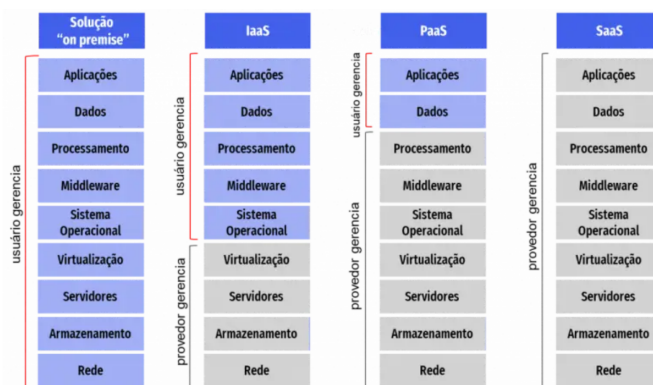 Solução
"on premise"
usuário gerencia
Aplicações
Dados
Processamento
Middleware
Sistema
Operacional
Virtualização
Servidores
Armazenamento
Rede
IaaS
usuário gerencia
provedor gerencia
Aplicações
Dados
Processamento
Middleware
Sistema
Operacional
Virtualização
Servidores
Armazenamento
Rede
PaaS
usuário gerencia
provedor gerencia
Aplicações
Dados
Processamento
Middleware
Sistema
Operacional
Virtualização
Servidores
Armazenamento
Rede
SaaS
provedor gerencia
Aplicações
Dados
Processamento
Middleware
Sistema
Operacional
Virtualização
Servidores
Armazenamento
Rede